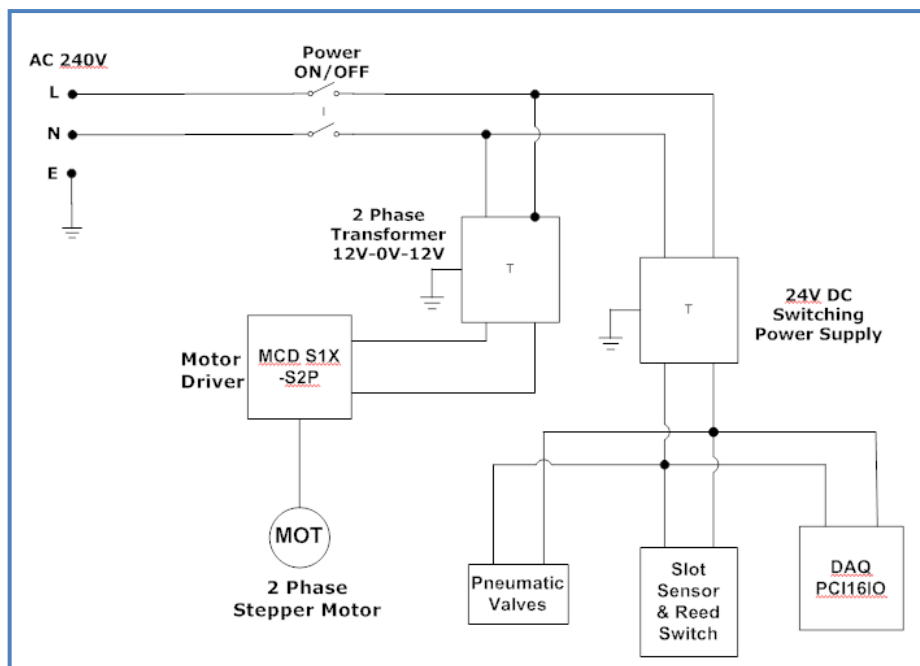 AC 240V
Power
ON/OFF
L
N
E
I
2 Phase
Transformer
12V-0V-12V
T
T
24V DC
Switching
Power Supply
Motor
Driver
MCD S1X
-S2P
MOT
2 Phase
Stepper Motor
Pneumatic
Valves
Slot
Sensor
& Reed
Switch
DAQ
PCI16IO